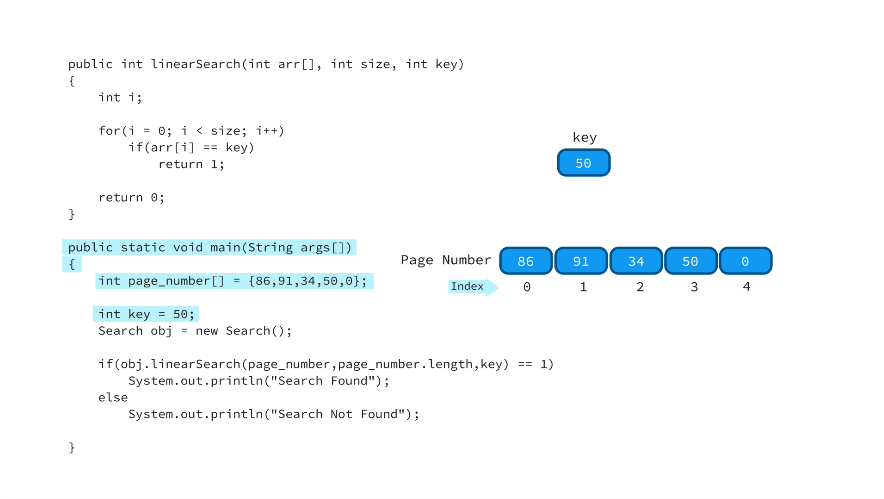 public int linearSearch(int arr[], int size, int key)
{
    int i;

    for(i = 0; i < size; i++)
        if(arr[i] == key)
            return 1;

    return 0;
}

public static void main(String args[])
{
    int page_number[] = {86,91,34,50,0};

    int key = 50;
    Search obj = new Search();

    if(obj.linearSearch(page_number,page_number.length,key) == 1)
        System.out.println("Search Found");
    else
        System.out.println("Search Not Found");

}
key
50
Page Number 86 91 34 50 0
Index 0 1 2 3 4